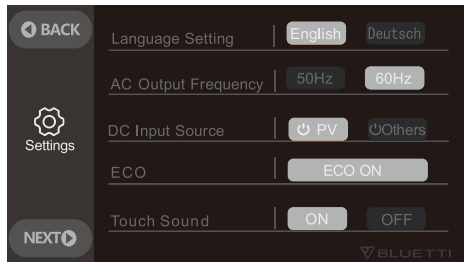 BACK
Language Setting English Deutsch
AC Output Frequency 50Hz 60Hz
Settings
DC Input Source PV Others
ECO ECO ON
Touch Sound ON OFF
NEXT
BLUETTI